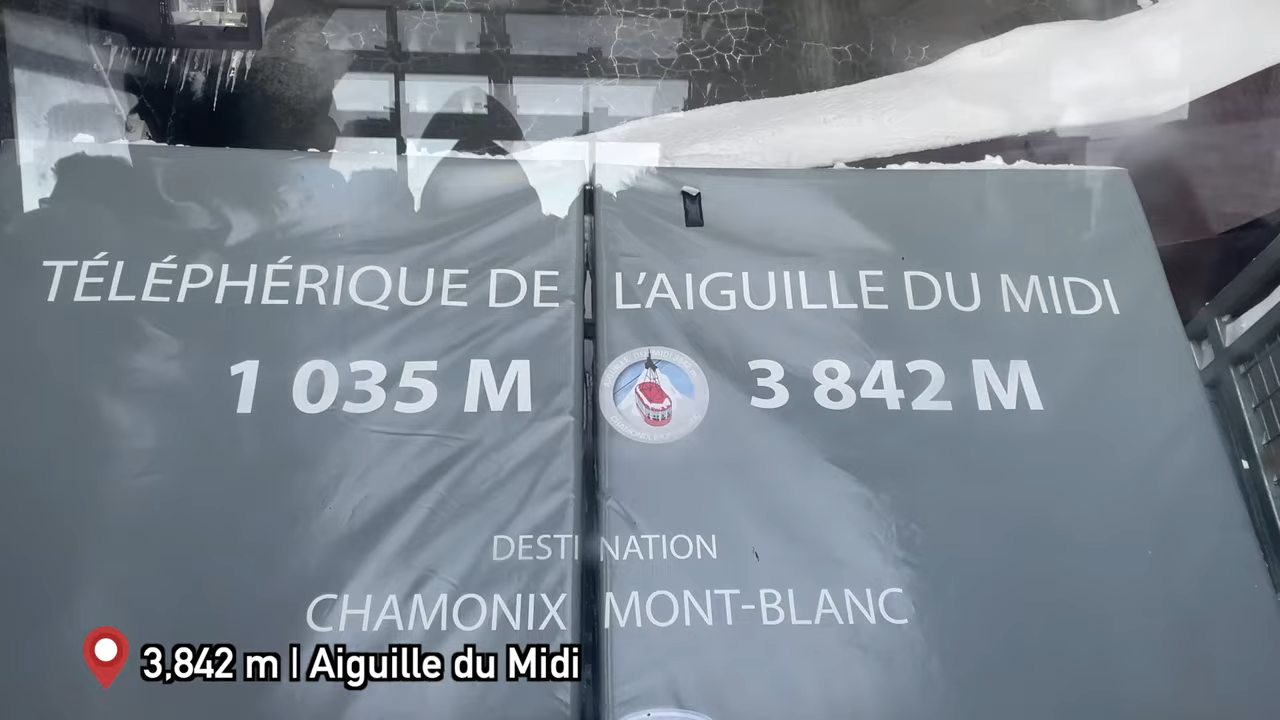 TÉLÉPHÉRIQUE DE L'AIGUILLE DU MIDI
1 035 M 3 842 M
DESTINATION
CHAMONIX MONT-BLANC
3,842 m | Aiguille du Midi